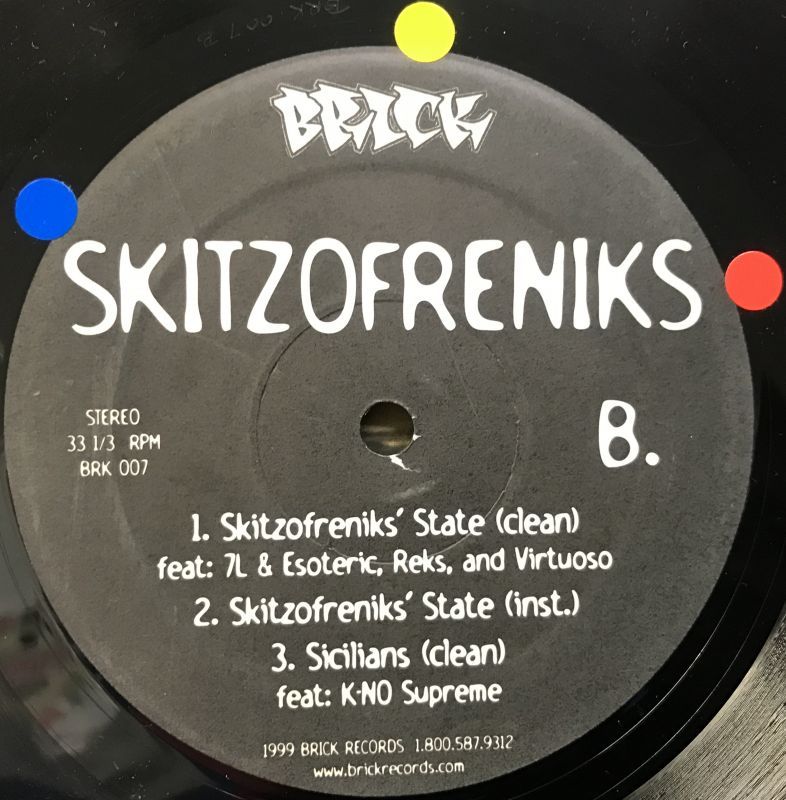 BRK 007 B
BRICK
SKITZOFRENIKS
STEREO
33 1/3 RPM
BRK 007
B.
1. Skitzofreniks' State (clean)
feat: 7L & Esoteric, Reks, and Virtuoso
2. Skitzofreniks' State (inst.)
3. Sicilians (clean)
feat: K-NO Supreme
1999 BRICK RECORDS 1.800.587.9312
www.brickrecords.com